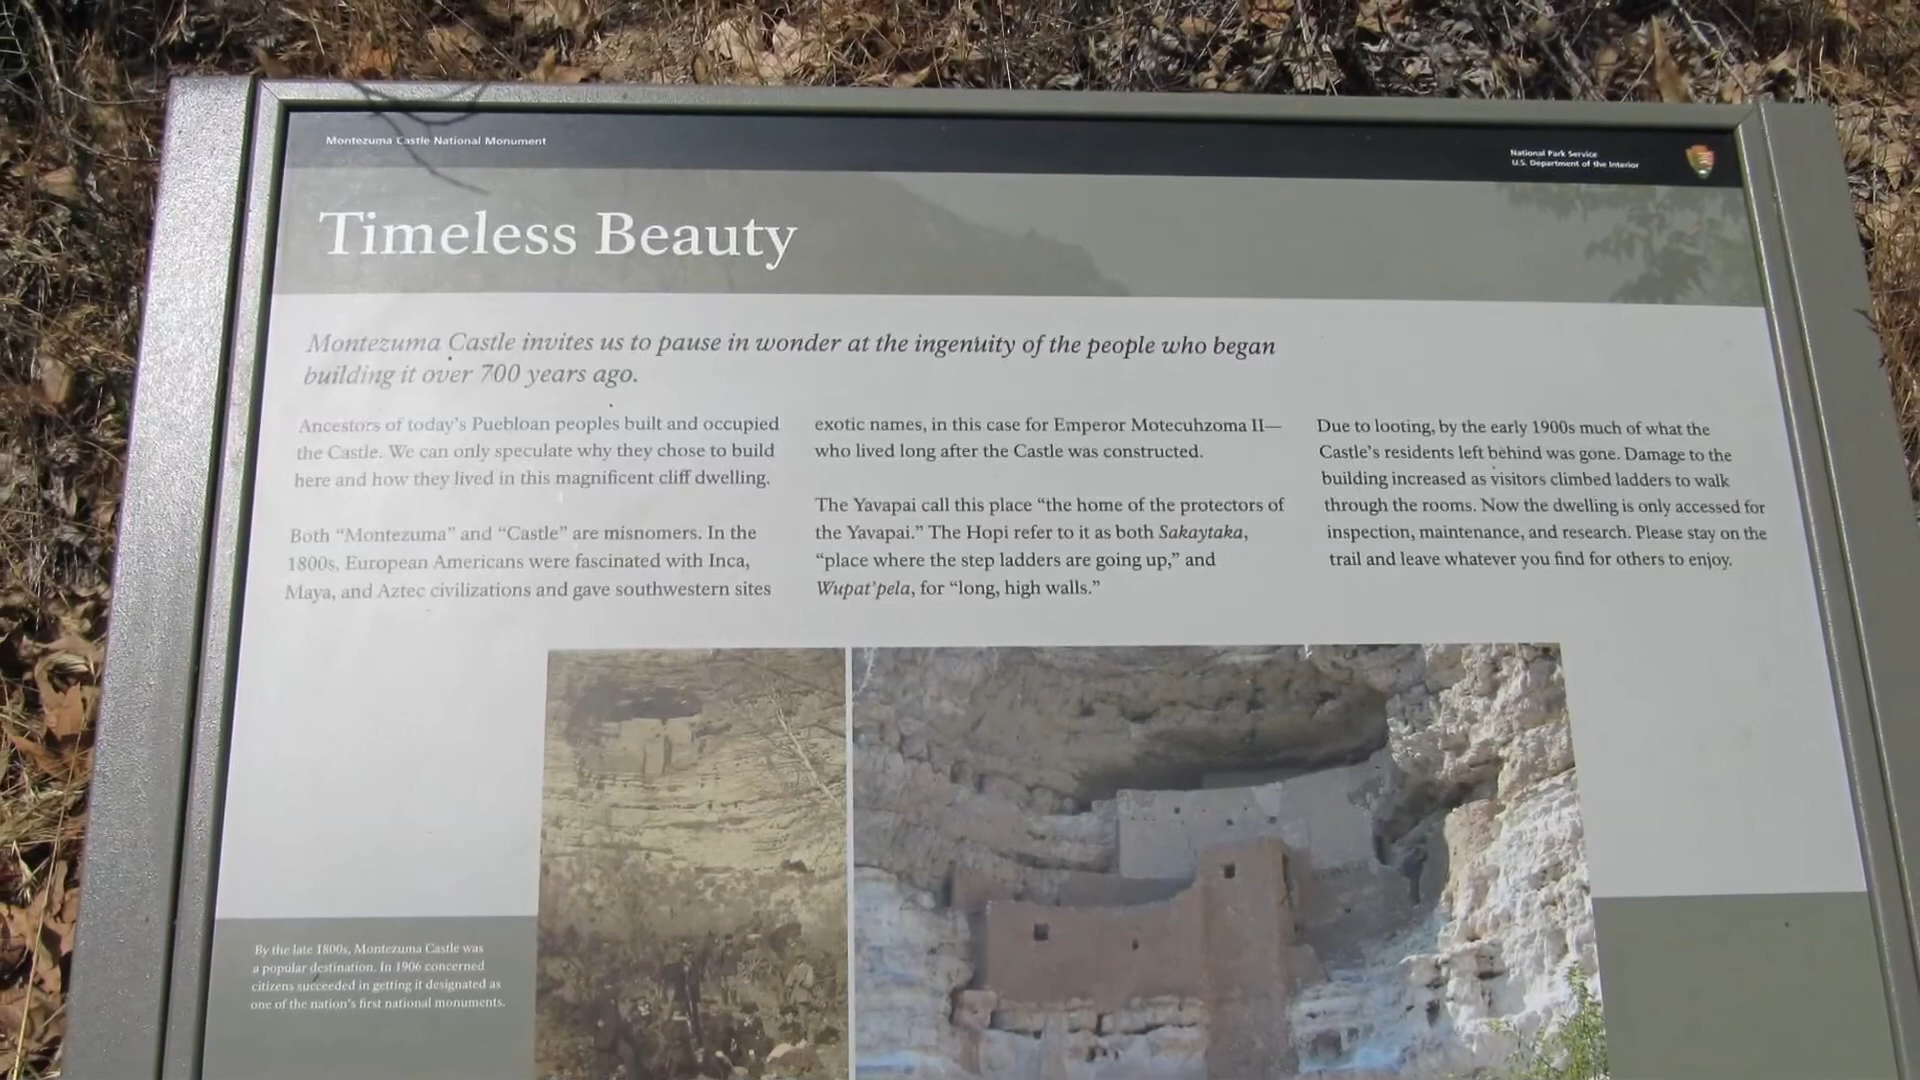 Montezuma Castle National Monument
National Park Service
U.S. Department of the Interior
Timeless Beauty
Montezuma Castle invites us to pause in wonder at the ingenuity of the people who began
building it over 700 years ago.
Ancestors of today's Puebloan peoples built and occupied
the Castle. We can only speculate why they chose to build
here and how they lived in this magnificent cliff dwelling.
Both “Montezuma” and “Castle” are misnomers. In the
1800s, European Americans were fascinated with Inca,
Maya, and Aztec civilizations and gave southwestern sites
exotic names, in this case for Emperor Motecuhzoma II—
who lived long after the Castle was constructed.
The Yavapai call this place “the home of the protectors of
the Yavapai.” The Hopi refer to it as both Sakaytaka,
“place where the step ladders are going up,” and
Wupat'pela, for “long, high walls.”
Due to looting, by the early 1900s much of what the
Castle's residents left behind was gone. Damage to the
building increased as visitors climbed ladders to walk
through the rooms. Now the dwelling is only accessed for
inspection, maintenance, and research. Please stay on the
trail and leave whatever you find for others to enjoy.
By the late 1800s, Montezuma Castle was
a popular destination. In 1906 concerned
citizens succeeded in getting it designated as
one of the nation's first national monuments.